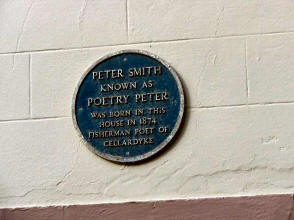 PETER SMITH
KNOWN AS
POETRY PETER
WAS BORN IN THIS
HOUSE IN 1874
FISHERMAN POET OF
CELLARDYKE